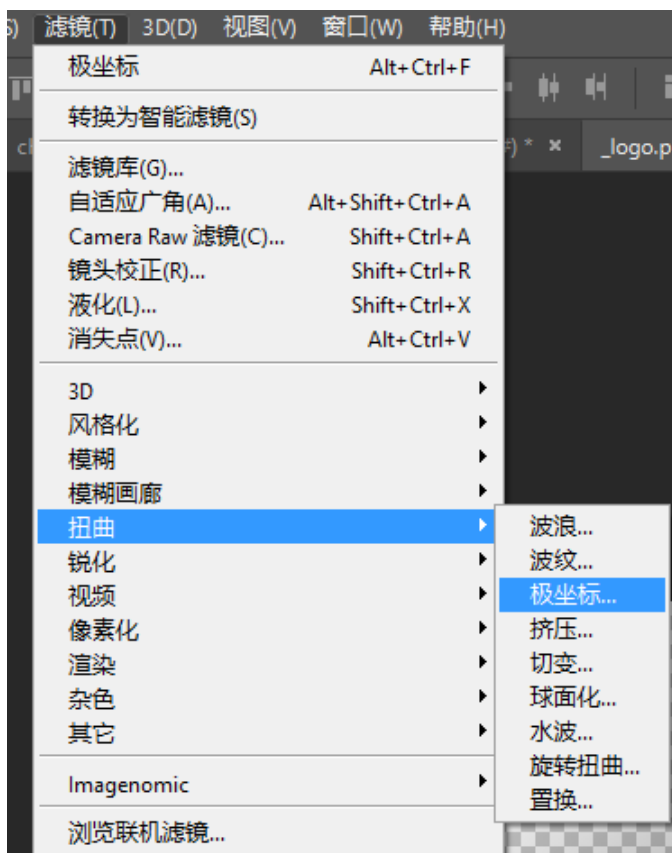 滤镜(T) 3D(D) 视图(V) 窗口(W) 帮助(H)
极坐标 Alt+Ctrl+F
转换为智能滤镜(S)
_logo.p
滤镜库(G)...
自适应广角(A)... Alt+Shift+Ctrl+A
Camera Raw 滤镜(C)... Shift+Ctrl+A
镜头校正(R)... Shift+Ctrl+R
液化(L)... Shift+Ctrl+X
消失点(V)... Alt+Ctrl+V
3D
风格化
模糊
模糊画廊
扭曲
锐化
视频
像素化
渲染
杂色
其它
Imagenomic
浏览联机滤镜...
波浪...
波纹...
极坐标...
挤压...
切变...
球面化...
水波...
旋转扭曲...
置换...